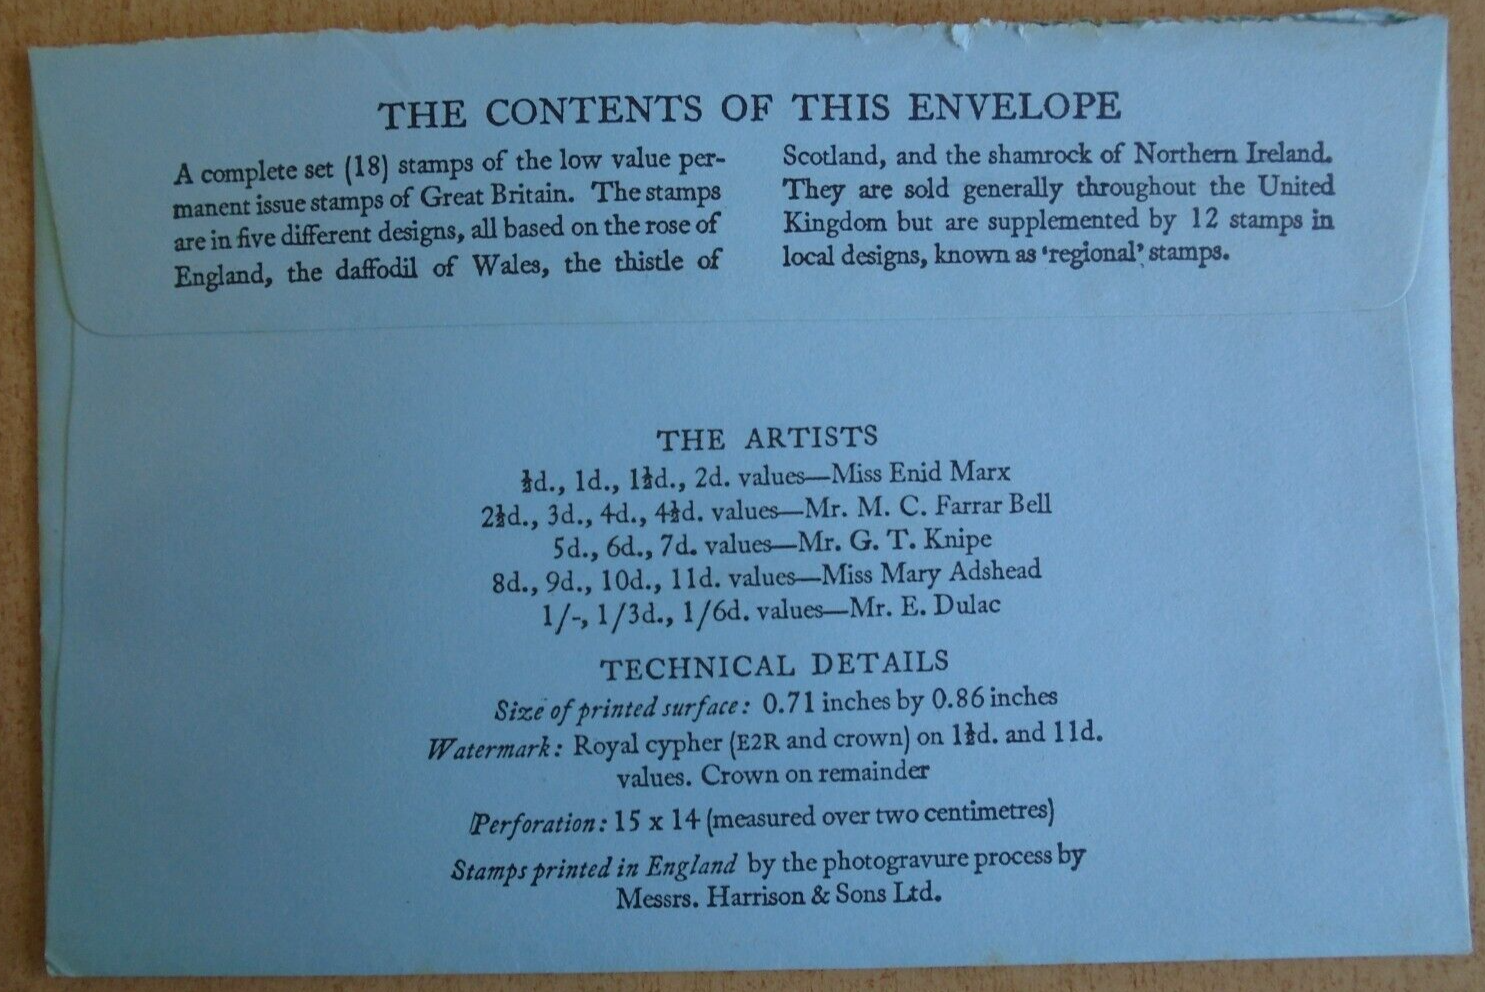 THE CONTENTS OF THIS ENVELOPE
A complete set (18) stamps of the low value per-
manent issue stamps of Great Britain. The stamps
are in five different designs, all based on the rose of
England, the daffodil of Wales, the thistle of
Scotland, and the shamrock of Northern Ireland.
They are sold generally throughout the United
Kingdom but are supplemented by 12 stamps in
local designs, known as ‘regional’ stamps.
THE ARTISTS
½d., 1d., 1½d., 2d. values—Miss Enid Marx
2½d., 3d., 4d., 4½d. values—Mr. M. C. Farrar Bell
5d., 6d., 7d. values—Mr. G. T. Knipe
8d., 9d., 10d., 11d. values—Miss Mary Adshead
1/-, 1/3d., 1/6d. values—Mr. E. Dulac
TECHNICAL DETAILS
Size of printed surface: 0.71 inches by 0.86 inches
Watermark: Royal cypher (E2R and crown) on 1½d. and 11d.
values. Crown on remainder
Perforation: 15 x 14 (measured over two centimetres)
Stamps printed in England by the photogravure process by
Messrs. Harrison & Sons Ltd.